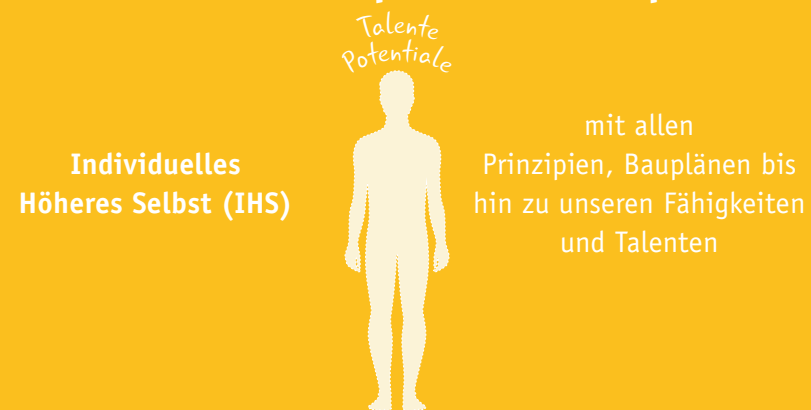 Talente
Potentiale
Individuelles
Höheres Selbst (IHS)
mit allen
Prinzipien, Bauplänen bis
hin zu unseren Fähigkeiten
und Talenten